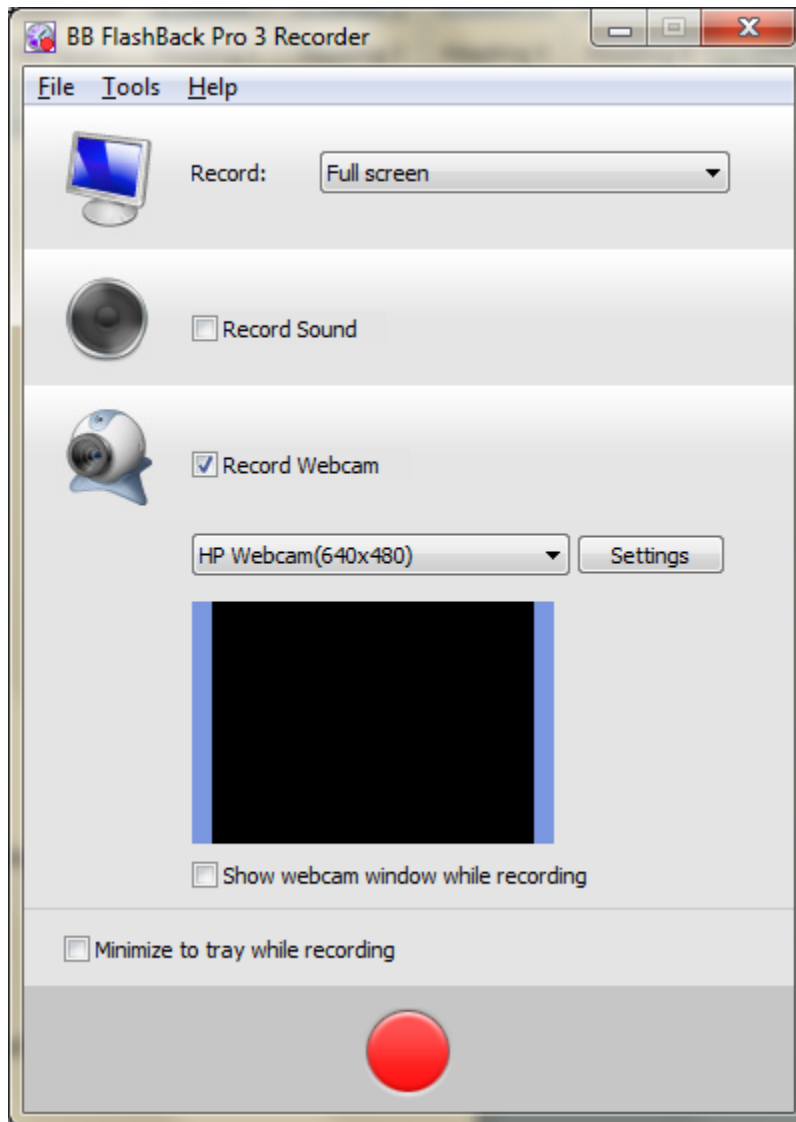 BB FlashBack Pro 3 Recorder
File Tools Help
Record: Full screen
Record Sound
Record Webcam
HP Webcam(640x480) Settings
Show webcam window while recording
Minimize to tray while recording